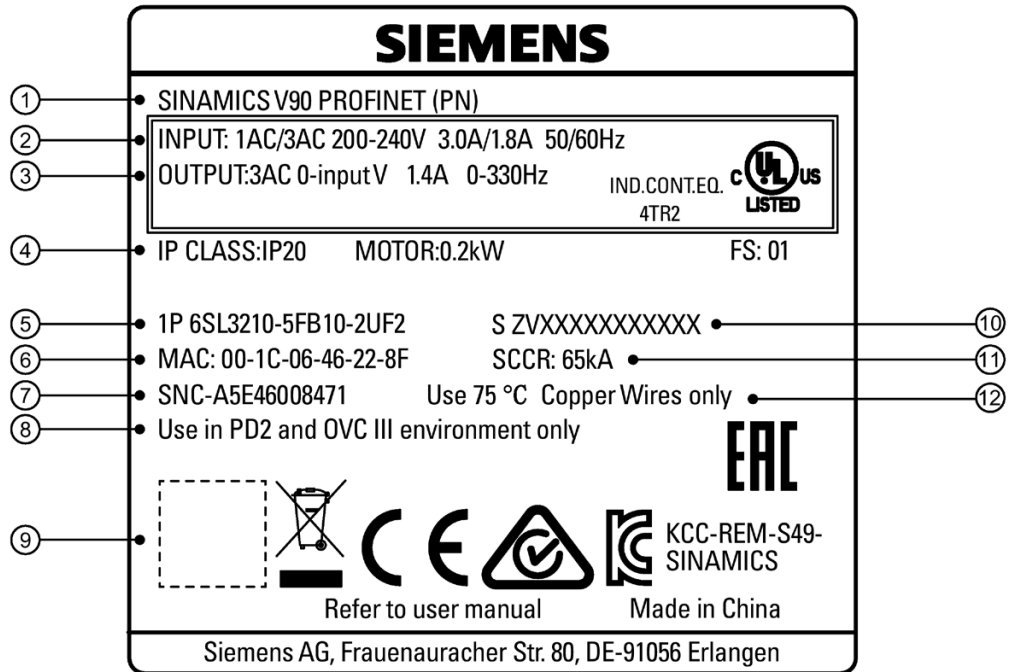 SIEMENS
① SINAMICS V90 PROFINET (PN)
② INPUT: 1AC/3AC 200-240V 3.0A/1.8A 50/60Hz
③ OUTPUT:3AC 0-input V 1.4A 0-330Hz
IND.CONT.EQ.
4TR2
C UL US
LISTED
④ IP CLASS:IP20 MOTOR:0.2kW FS: 01
⑤ 1P 6SL3210-5FB10-2UF2 S ZVXXXXXXXXXXX ⑩
⑥ MAC: 00-1C-06-46-22-8F SCCR: 65kA ⑪
⑦ SNC-A5E46008471 Use 75 °C Copper Wires only ⑫
⑧ Use in PD2 and OVC III environment only
EAC
⑨ CE KCC-REM-S49-
SINAMICS
Refer to user manual Made in China
Siemens AG, Frauenauracher Str. 80, DE-91056 Erlangen